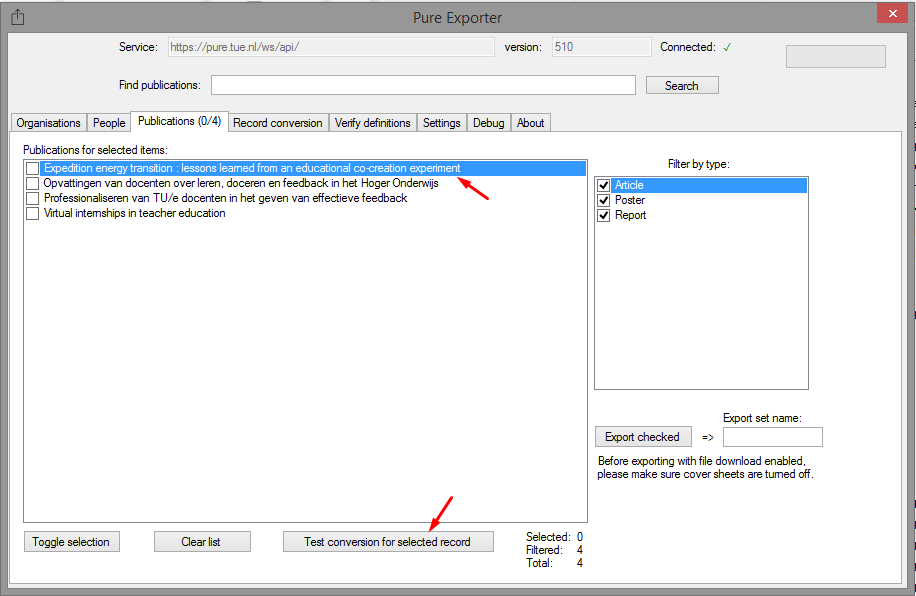 Pure Exporter
Service: https://pure.tue.nl/ws/api/ version: 510 Connected: ✓
Find publications: Search
Organisations People Publications (0/4) Record conversion Verify definitions Settings Debug About
Publications for selected items:
Filter by type:
Expedition energy transition : lessons learned from an educational co-creation experiment
Opvattingen van docenten over leren, doceren en feedback in het Hoger Onderwijs
Professionaliseren van TU/e docenten in het geven van effectieve feedback
Virtual internships in teacher education
Article
Poster
Report
Export set name:
Export checked =>
Before exporting with file download enabled,
please make sure cover sheets are turned off.
Toggle selection Clear list Test conversion for selected record
Selected: 0
Filtered: 4
Total: 4